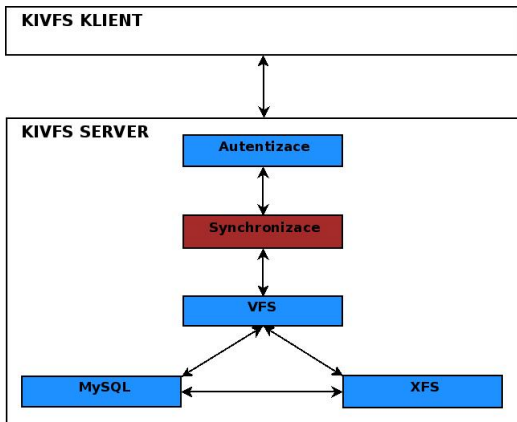 KIVFS KLIENT
KIVFS SERVER
Autentizace
Synchronizace
VFS
MySQL
XFS